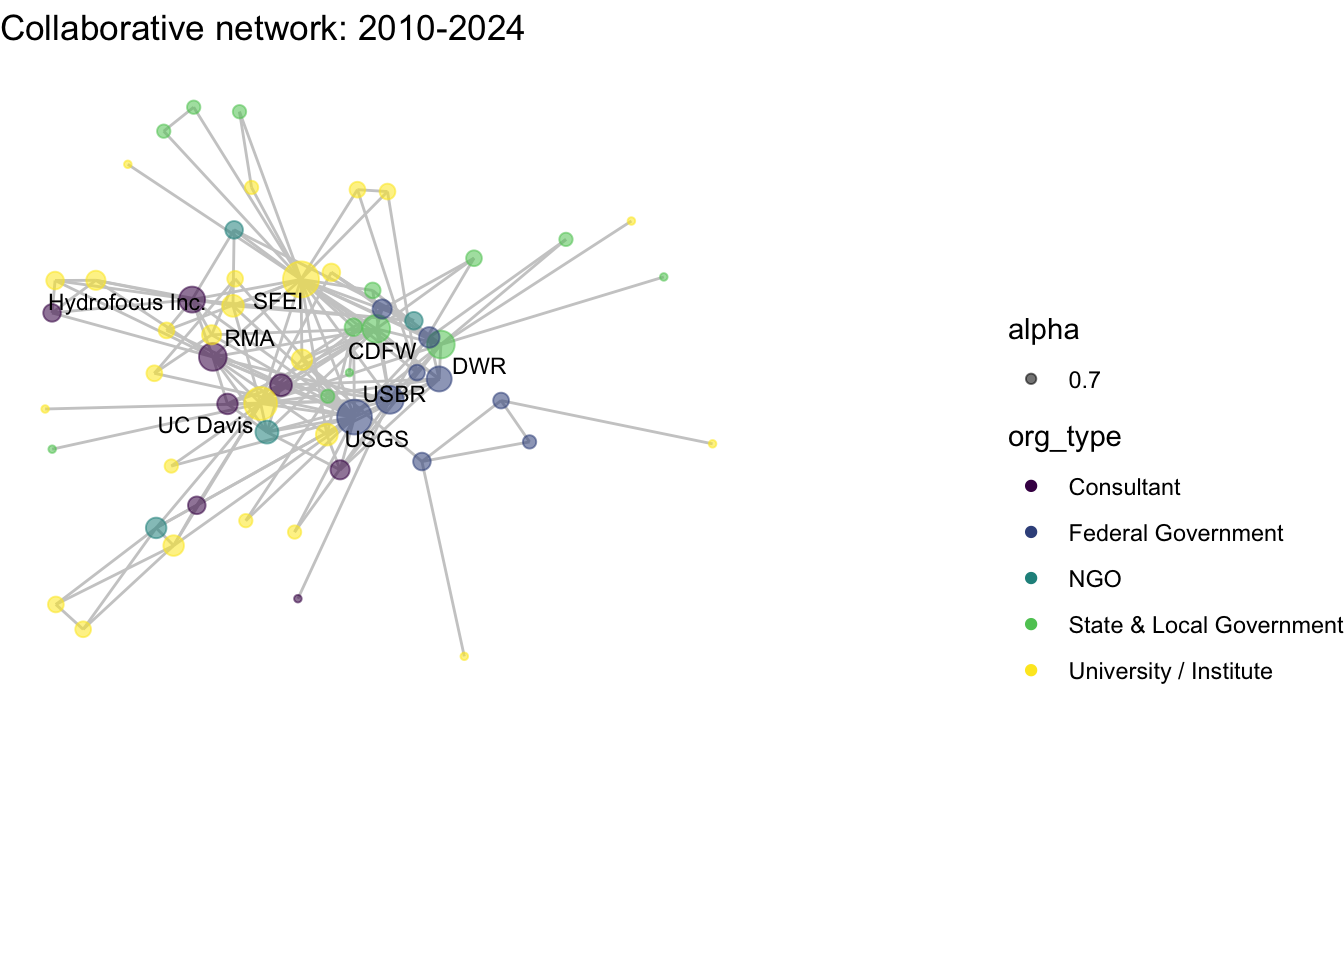 Collaborative network: 2010-2024
Hydrofocus Inc.
SFEI
RMA
CDFW
DWR
USBR
UC Davis
USGS
alpha
0.7
org_type
Consultant
Federal Government
NGO
State & Local Government
University / Institute